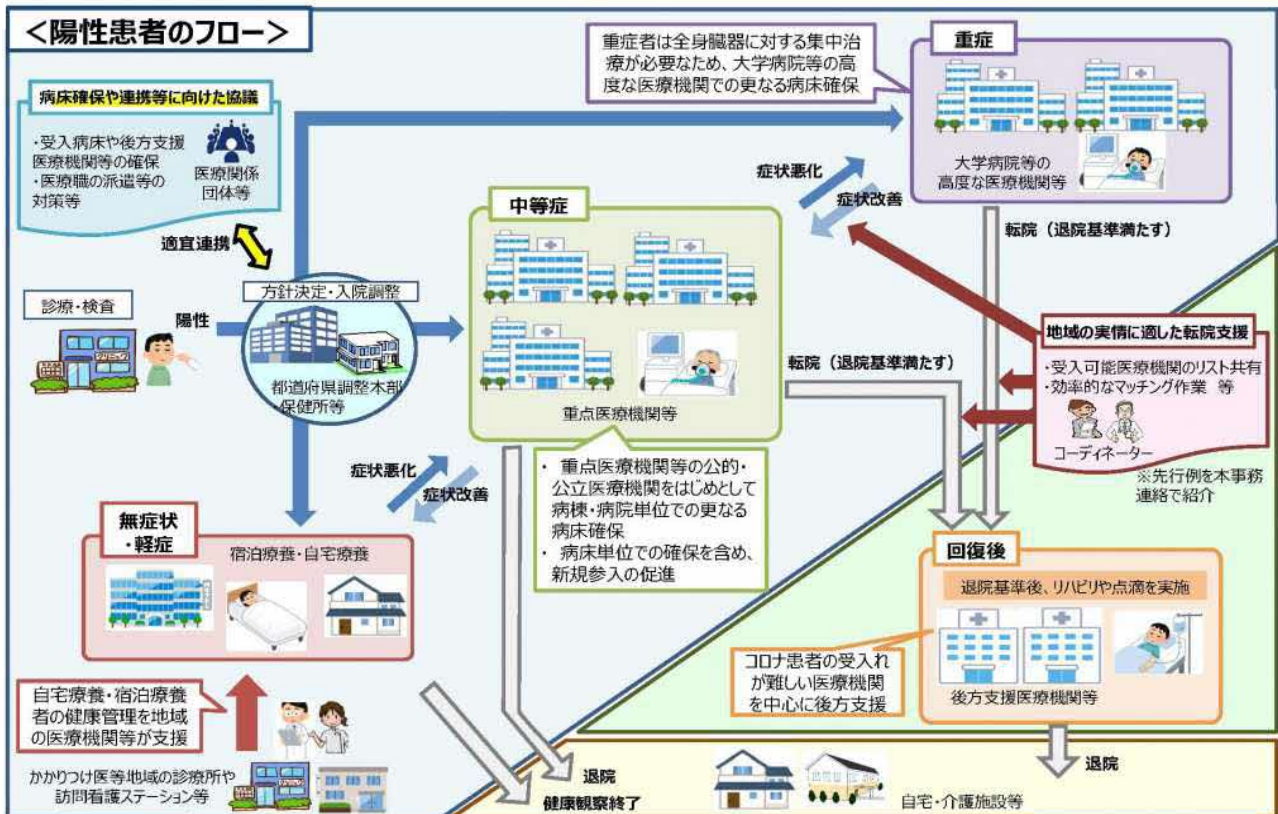 ＜陽性患者のフロー＞
病床確保や連携等に向けた協議
・受入病床や後方支援
医療機関等の確保
・医療職の派遣等の
対策等
医療関係
団体等
適宜連携
診療・検査
陽性
方針決定・入院調整
都道府県調整本部
・保健所等
重症者は全身臓器に対する集中治
療が必要なため、大学病院等の高
度な医療機関での更なる病床確保
重症
大学病院等の
高度な医療機関等
症状悪化
症状改善
転院（退院基準満たす）
中等症
重点医療機関等
転院（退院基準満たす）
・ 重点医療機関等の公的・
公立医療機関をはじめとして
病棟・病院単位での更なる
病床確保
・ 病床単位での確保を含め、
新規参入の促進
地域の実情に適した転院支援
・受入可能医療機関のリスト共有
・効率的なマッチング作業 等
コーディネーター
※先行例を本事務
連絡で紹介
症状悪化
症状改善
無症状
・軽症
宿泊療養・自宅療養
自宅療養・宿泊療養
者の健康管理を地域
の医療機関等が支援
かかりつけ医等地域の診療所や
訪問看護ステーション等
回復後
退院基準後、リハビリや点滴を実施
後方支援医療機関等
コロナ患者の受入れ
が難しい医療機関
を中心に後方支援
退院
健康観察終了
退院
自宅・介護施設等